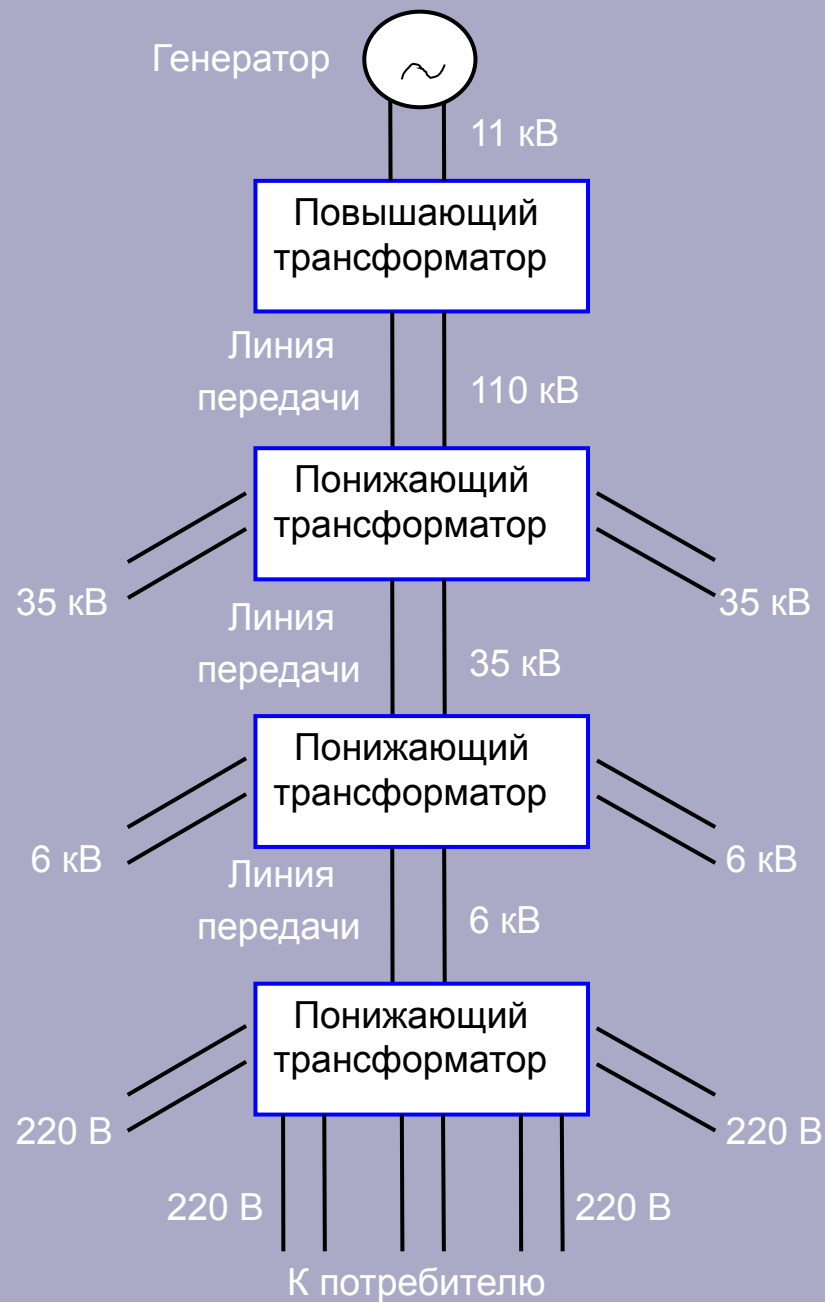 Генератор
11 кВ
Повышающий
трансформатор
Линия
передачи
110 кВ
Понижающий
трансформатор
35 кВ
35 кВ
Линия
передачи
35 кВ
Понижающий
трансформатор
6 кВ
6 кВ
Линия
передачи
6 кВ
Понижающий
трансформатор
220 В
220 В
220 В
220 В
К потребителю